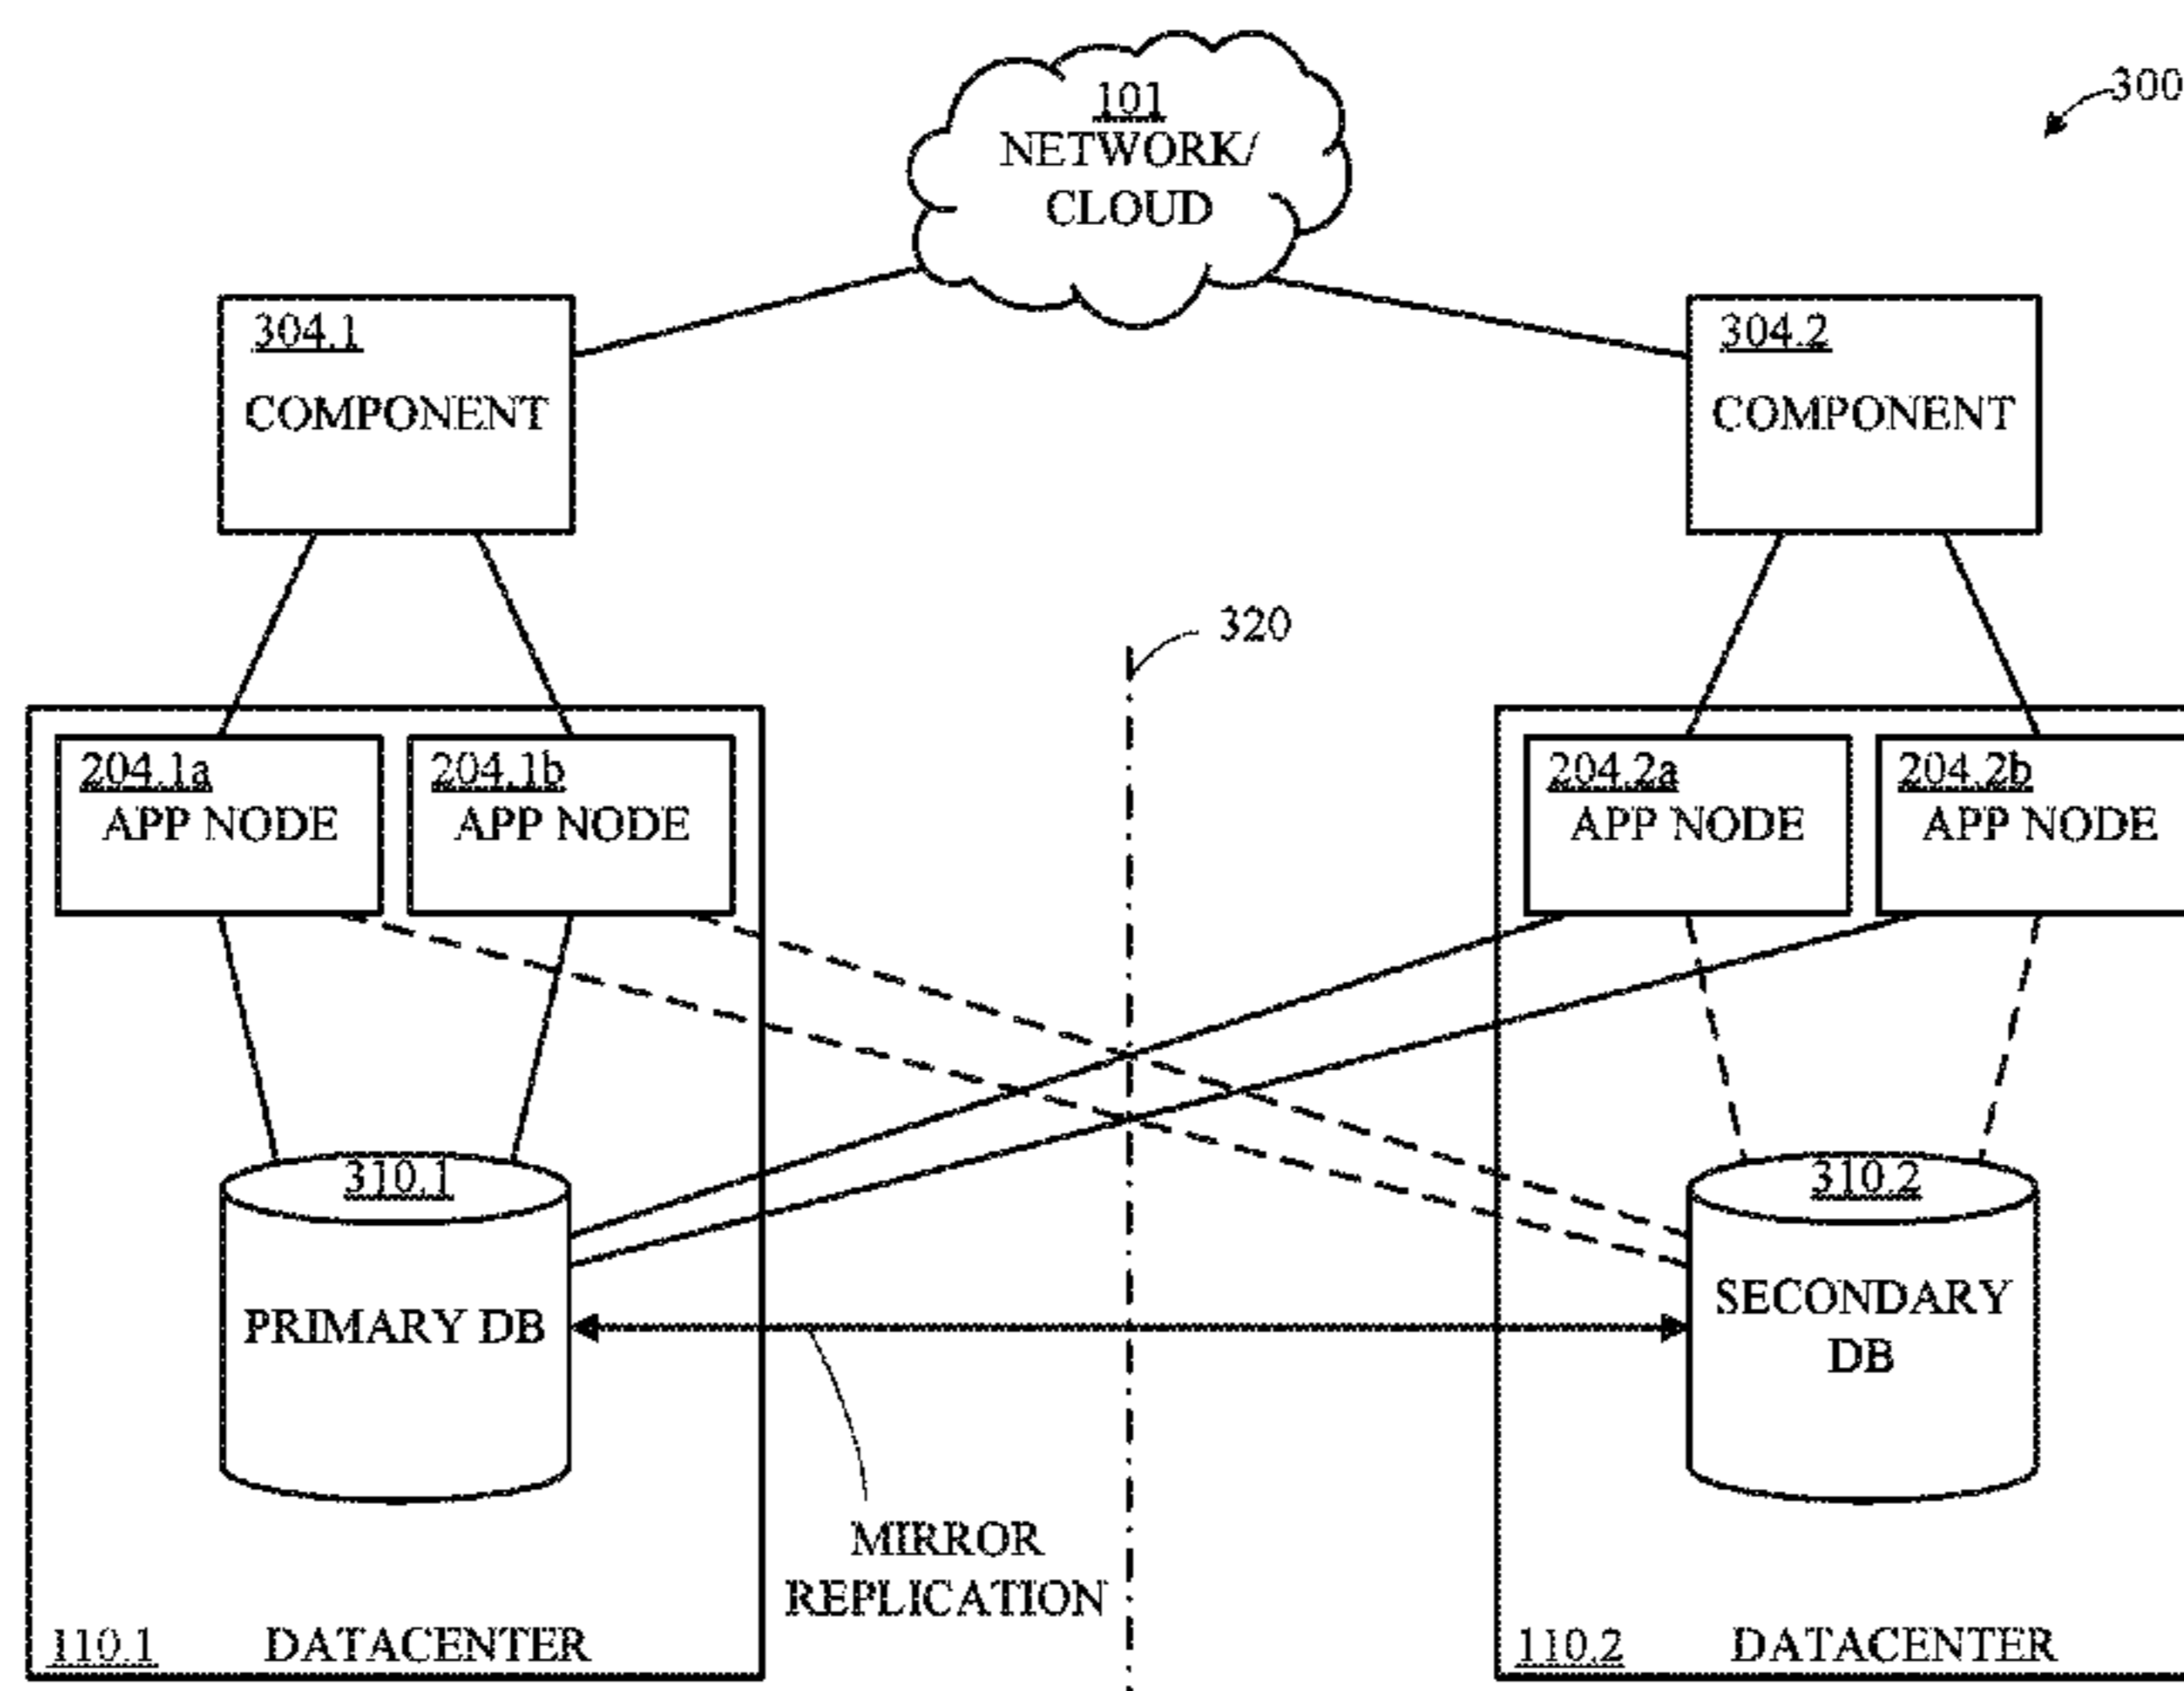 300
101
NETWORK/
CLOUD
304.1
COMPONENT
304.2
COMPONENT
320
204.1a
APP NODE
204.1b
APP NODE
204.2a
APP NODE
204.2b
APP NODE
310.1
PRIMARY DB
310.2
SECONDARY
DB
MIRROR
REPLICATION
110.1 DATACENTER
110.2 DATACENTER